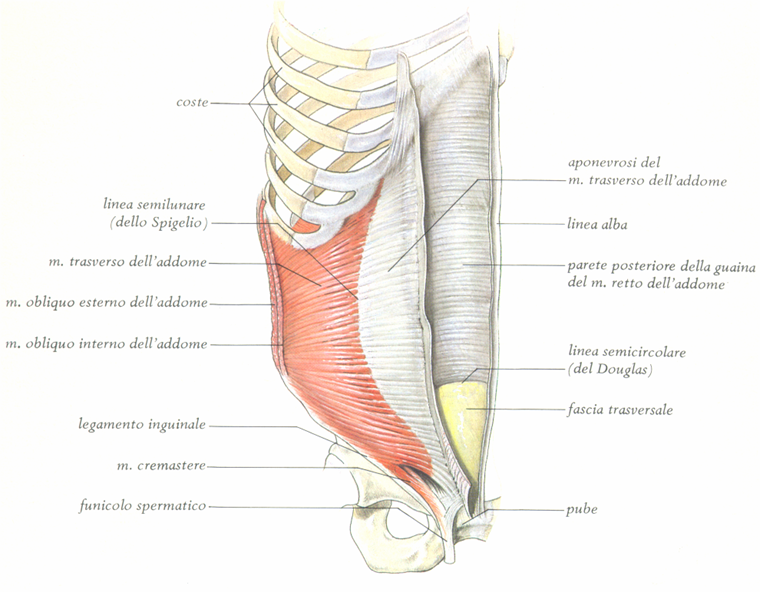 coste
linea semilunare
(dello Spigelio)
m. trasverso dell'addome
m. obliquo esterno dell'addome
m. obliquo interno dell'addome
legamento inguinale
m. cremastere
funicolo spermatico
aponevrosi del
m. trasverso dell'addome
linea alba
parete posteriore della guaina
del m. retto dell'addome
linea semicircolare
(del Douglas)
fascia trasversale
pube